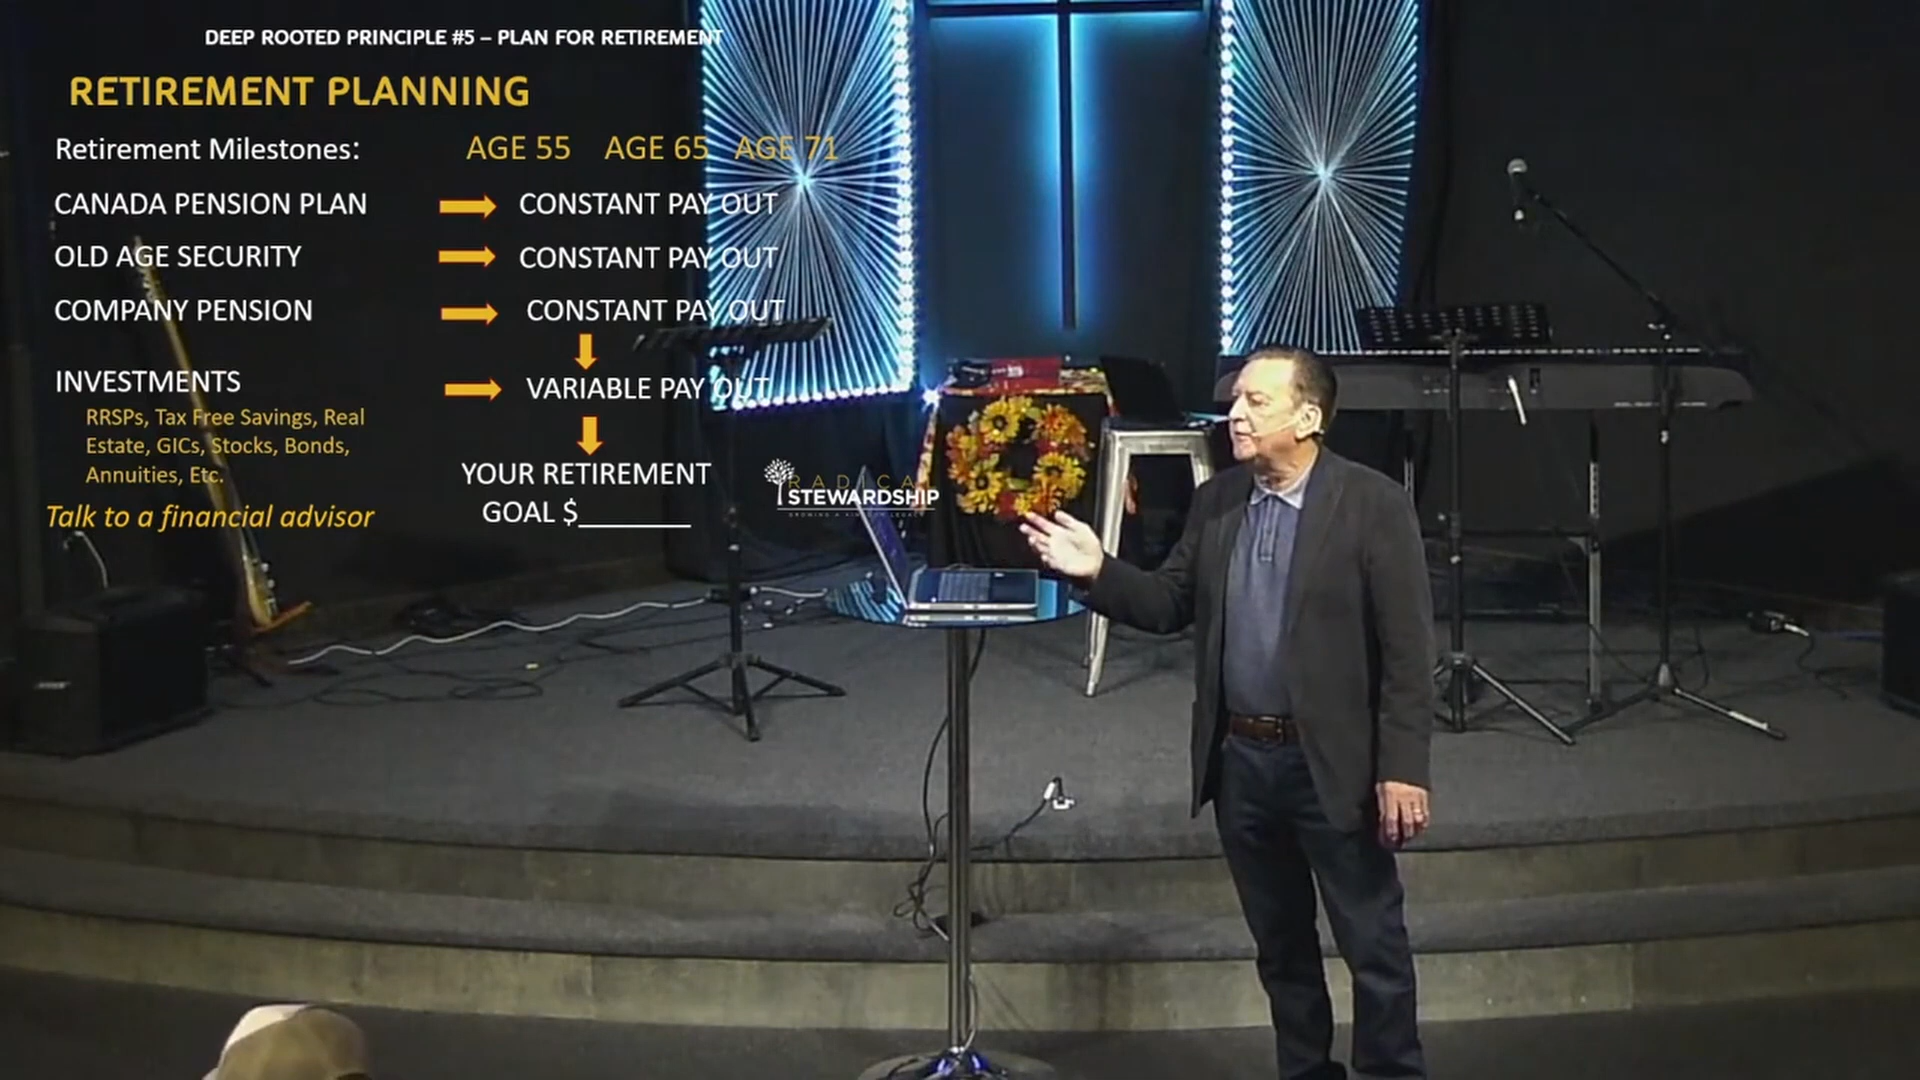 DEEP ROOTED PRINCIPLE #5 – PLAN FOR RETIREMENT
RETIREMENT PLANNING
Retirement Milestones: AGE 55 AGE 65 AGE 71
CANADA PENSION PLAN CONSTANT PAY OUT
OLD AGE SECURITY CONSTANT PAY OUT
COMPANY PENSION CONSTANT PAY OUT
INVESTMENTS VARIABLE PAY OUT
RRSPs, Tax Free Savings, Real
Estate, GICs, Stocks, Bonds,
Annuities, Etc.
Talk to a financial advisor
YOUR RETIREMENT
GOAL $________
RADICAL
STEWARDSHIP
GROWING A KINGDOM LEGACY